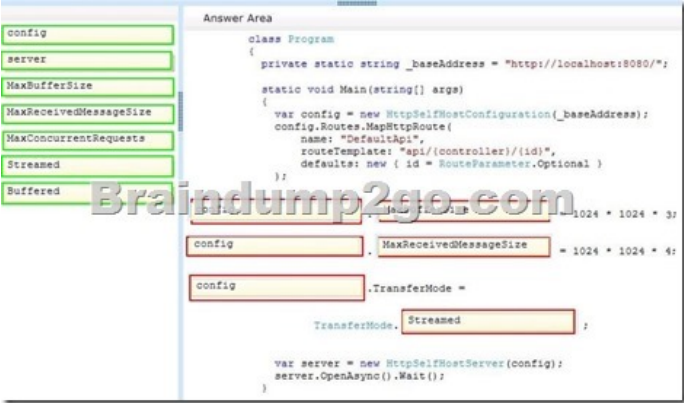 Answer Area
config
server
MaxBufferSize
MaxReceivedMessageSize
MaxConcurrentRequests
Streamed
Buffered
class Program
{
private static string _baseAddress = "http://localhost:8080/";
static void Main(string[] args)
{
var config = new HttpSelfHostConfiguration(_baseAddress);
config.Routes.MapHttpRoute(
name: "DefaultApi",
routeTemplate: "api/{controller}/{id}",
defaults: new { id = RouteParameter.Optional }
);
Braindump2go.com
= 1024 * 1024 * 3;
config . MaxReceivedMessageSize = 1024 * 1024 * 4;
config .TransferMode =
TransferMode. Streamed ;
var server = new HttpSelfHostServer(config);
server.OpenAsync().Wait();
}